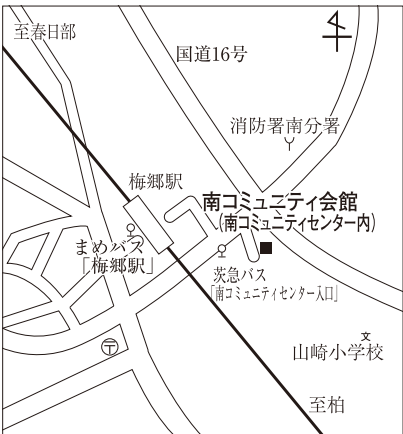 至春日部
国道16号
消防署南分署
梅郷駅
南コミュニティ会館
(南コミュニティセンター内)
まめバス
「梅郷駅」
茨急バス
「南コミュニティセンター入口」
文
山崎小学校
至柏